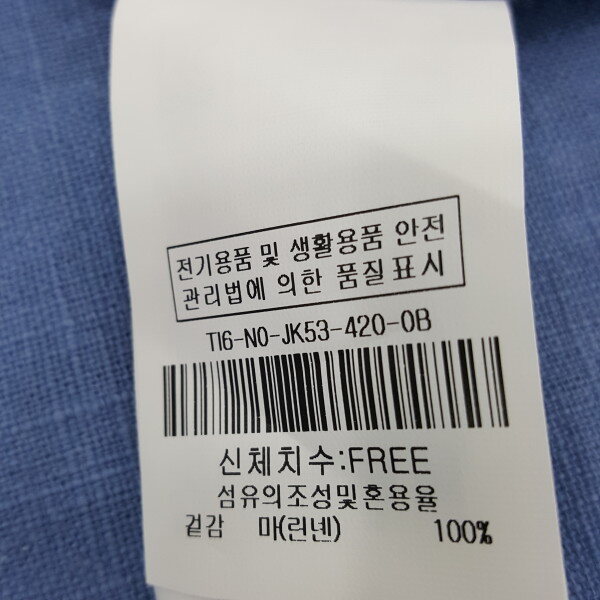 전기용품 및 생활용품 안전
관리법에 의한 품질표시
TI6-N0-JK53-420-0B
신체치수:FREE
섬유의조성및혼용율
겉감 마(린넨) 100%